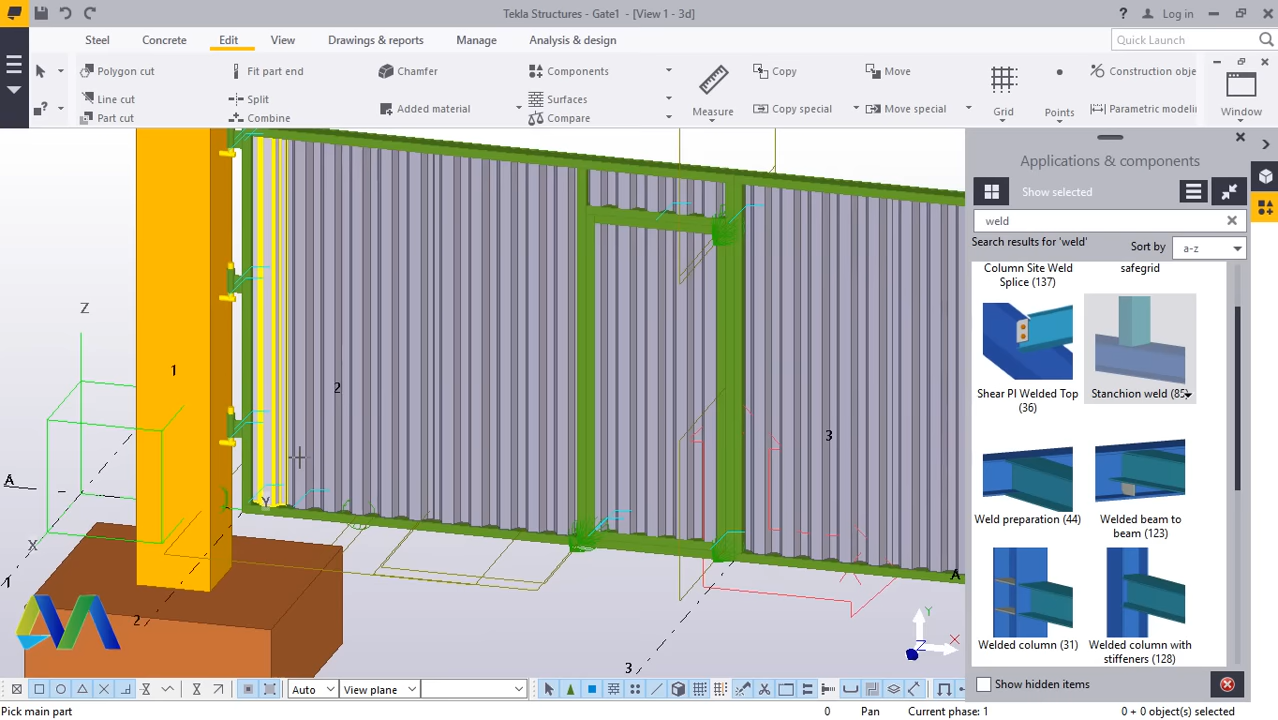 Tekla Structures - Gate1 - [View 1 - 3d]
? Log in
Steel Concrete Edit View Drawings & reports Manage Analysis & design Quick Launch
Polygon cut Fit part end Chamfer Components Copy Move Construction obje
Line cut Split Added material Surfaces Measure Copy special Move special Grid Points Parametric modelin Window
Part cut Combine Compare
Applications & components
Show selected
weld
Search results for 'weld' Sort by a-z
Column Site Weld Splice (137)
safegrid
Shear Pl Welded Top (36)
Stanchion weld (85)
Weld preparation (44)
Welded beam to beam (123)
Welded column (31)
Welded column with stiffeners (128)
Show hidden items
Z
1
2
3
Y
A
X
1
2
3
A
Y
X
Z
Auto View plane
Pick main part 0 Pan Current phase: 1 0 + 0 object(s) selected